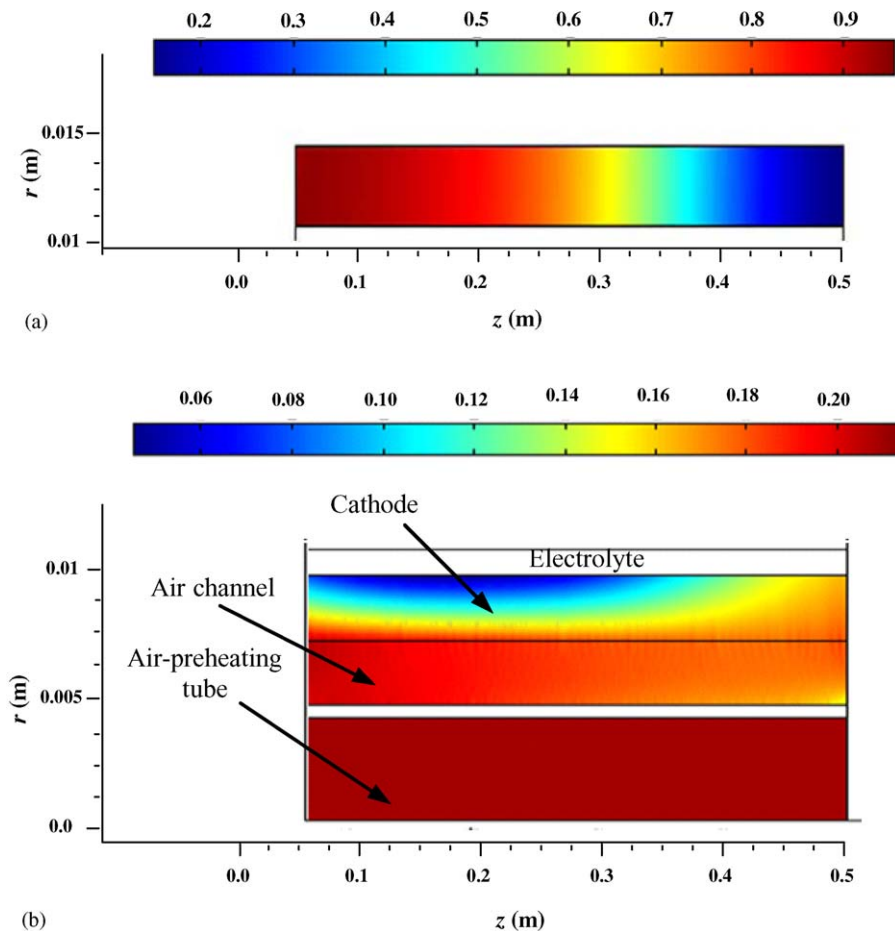 0.2 0.3 0.4 0.5 0.6 0.7 0.8 0.9
0.015
r (m)
0.01
0.0 0.1 0.2 0.3 0.4 0.5
(a)
z (m)
0.06 0.08 0.10 0.12 0.14 0.16 0.18 0.20
Cathode
Electrolyte
0.01
Air channel
Air-preheating
tube
r (m)
0.005
0.0
0.0 0.1 0.2 0.3 0.4 0.5
(b)
z (m)